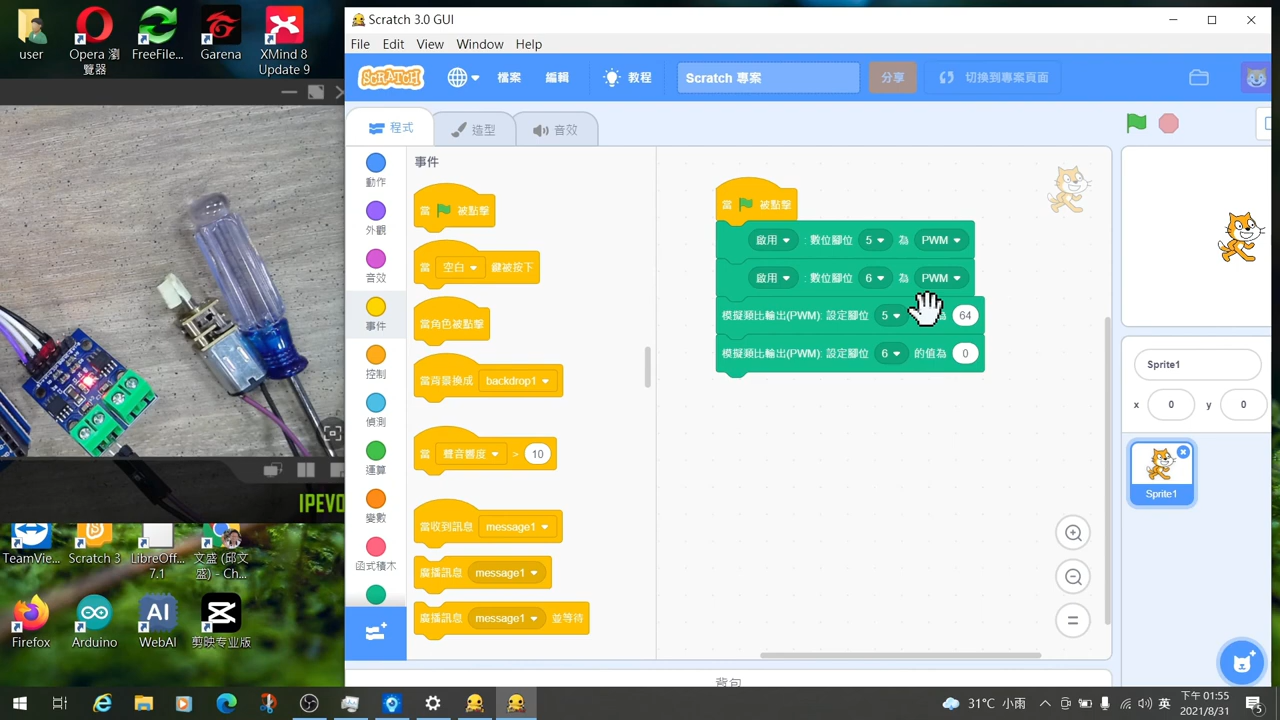 user
Opera 瀏
覽器
FreeFile...
Garena
XMind 8
Update 9
Scratch 3.0 GUI
File Edit View Window Help
SCRATCH
檔案
編輯
教程
Scratch 專案
分享
切換到專案頁面
程式
造型
音效
動作
外觀
音效
事件
控制
偵測
運算
變數
函式積木
事件
當 被點擊
當 空白 鍵被按下
當角色被點擊
當背景換成 backdrop1
當 聲音響度 > 10
當收到訊息 message1
廣播訊息 message1
廣播訊息 message1 並等待
當 被點擊
啟用 : 數位腳位 5 為 PWM
啟用 : 數位腳位 6 為 PWM
模擬類比輸出(PWM): 設定腳位 5 64
模擬類比輸出(PWM): 設定腳位 6 的值為 0
背包
Sprite1
x 0 y 0
Sprite1
IPEVO
TeamVie...
Scratch 3
LibreOff...
7.1
文盛 (邱文
盛) - Ch...
Firefox
Arduino
AI
WebAI
剪映专业版
31°C 小雨
英
下午 01:55
2021/8/31
5